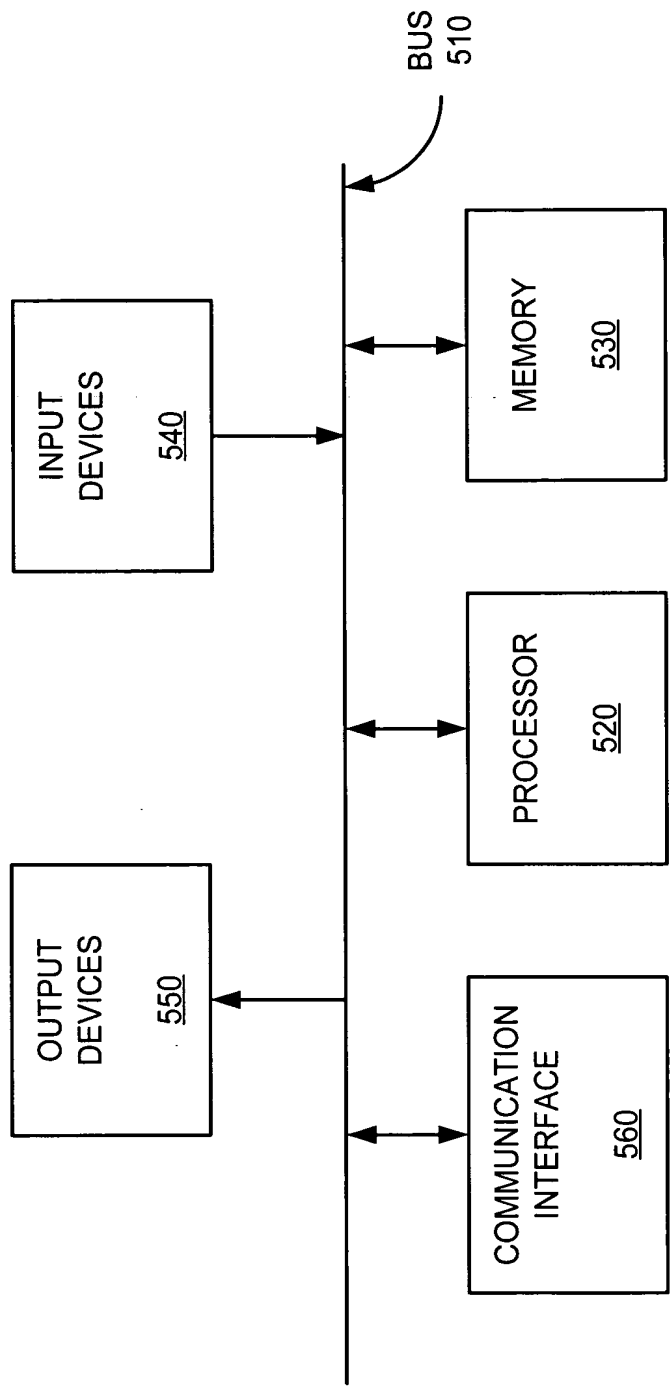 INPUT
DEVICES
540
OUTPUT
DEVICES
550
BUS
510
MEMORY
530
PROCESSOR
520
COMMUNICATION
INTERFACE
560